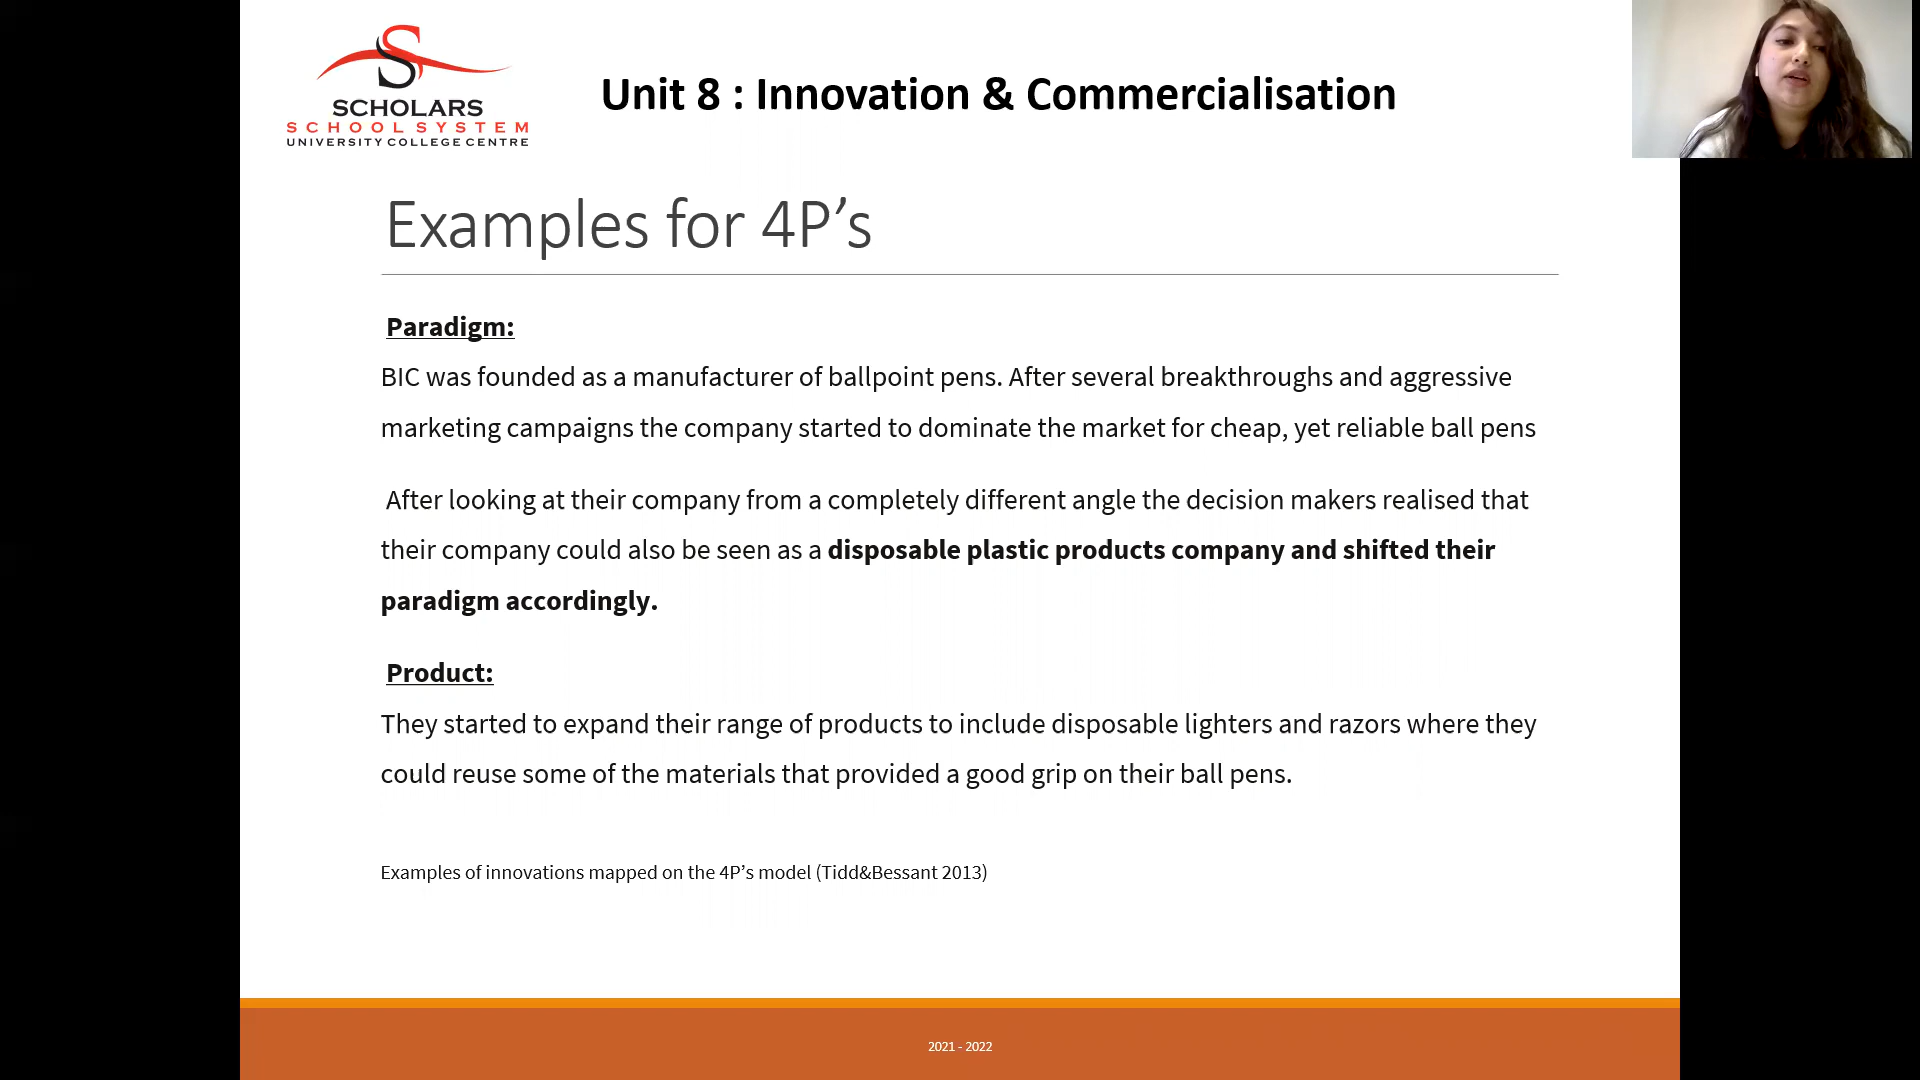 SCHOLARS
SCHOOL SYSTEM
UNIVERSITY COLLEGE CENTRE
Unit 8 : Innovation & Commercialisation
Examples for 4P’s
Paradigm:
BIC was founded as a manufacturer of ballpoint pens. After several breakthroughs and aggressive
marketing campaigns the company started to dominate the market for cheap, yet reliable ball pens
After looking at their company from a completely different angle the decision makers realised that
their company could also be seen as a disposable plastic products company and shifted their
paradigm accordingly.
Product:
They started to expand their range of products to include disposable lighters and razors where they
could reuse some of the materials that provided a good grip on their ball pens.
Examples of innovations mapped on the 4P’s model (Tidd&Bessant 2013)
2021 - 2022